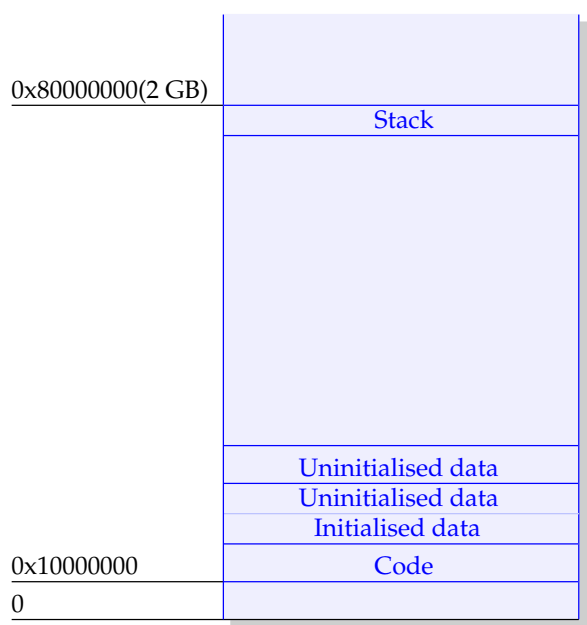 0x80000000(2 GB)
Stack
Uninitialised data
Uninitialised data
Initialised data
0x10000000 Code
0